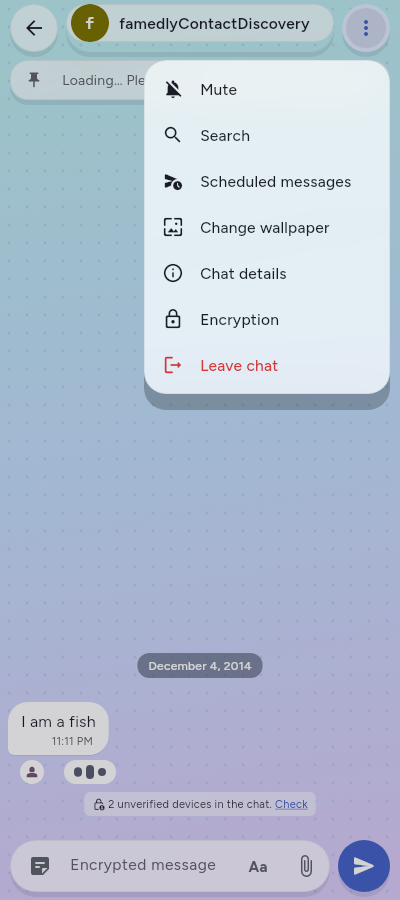 f famedlyContactDiscovery
Loading... Ple
Mute
Search
Scheduled messages
Change wallpaper
Chat details
Encryption
Leave chat
December 4, 2014
I am a fish
11:11 PM
2 unverified devices in the chat. Check
Encrypted message Aa